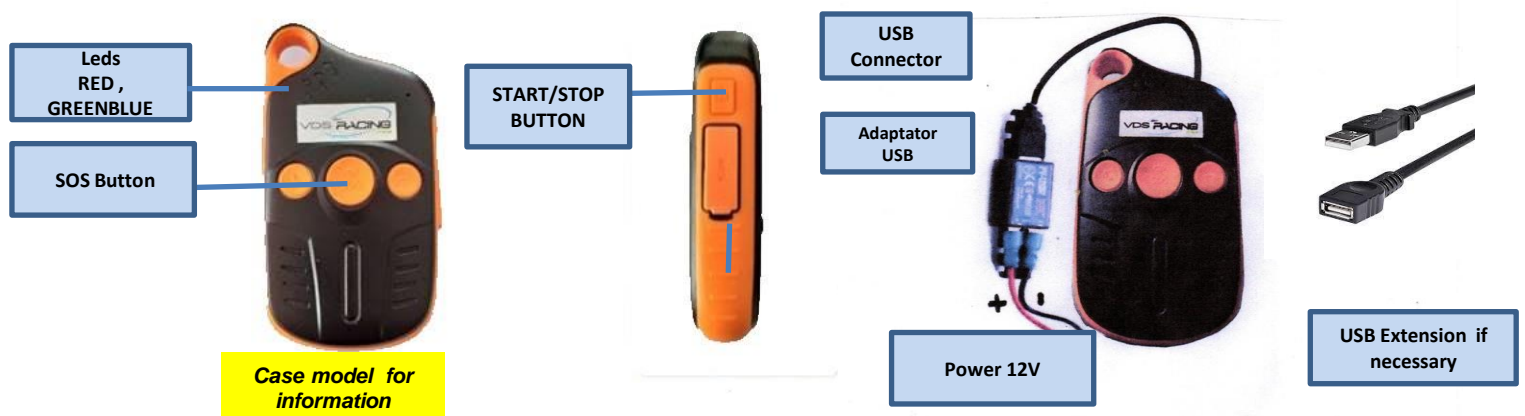 Leds
RED ,
GREENBLUE
SOS Button
VDS RACING
Case model for
information
START/STOP
BUTTON
USB
Connector
Adaptator
USB
VDS RACING
+
-
Power 12V
USB Extension if
necessary